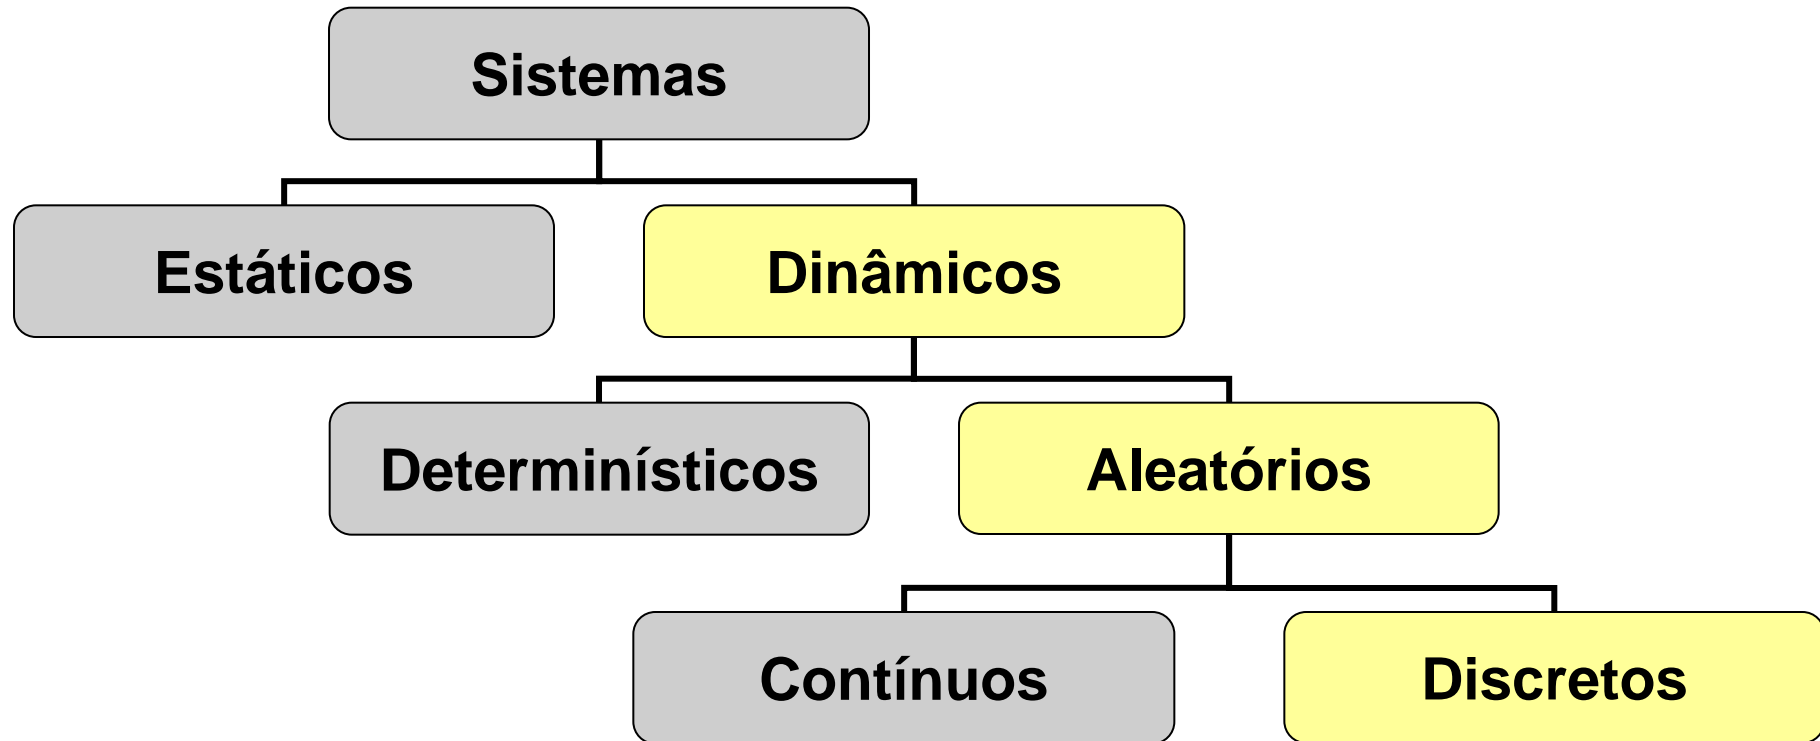 Sistemas
Estáticos
Dinâmicos
Determinísticos
Aleatórios
Contínuos
Discretos